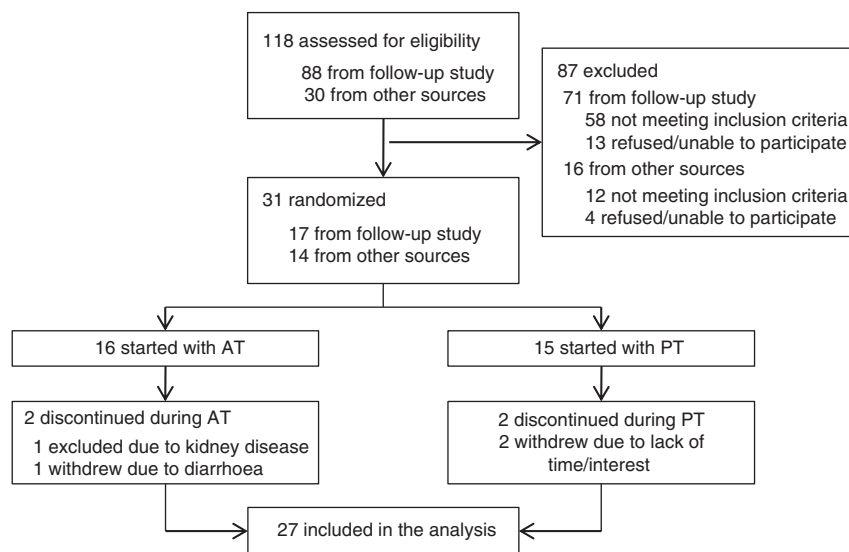 118 assessed for eligibility
88 from follow-up study
30 from other sources
87 excluded
71 from follow-up study
58 not meeting inclusion criteria
13 refused/unable to participate
16 from other sources
12 not meeting inclusion criteria
4 refused/unable to participate
31 randomized
17 from follow-up study
14 from other sources
16 started with AT
15 started with PT
2 discontinued during AT
1 excluded due to kidney disease
1 withdrew due to diarrhoea
2 discontinued during PT
2 withdrew due to lack of
time/interest
27 included in the analysis